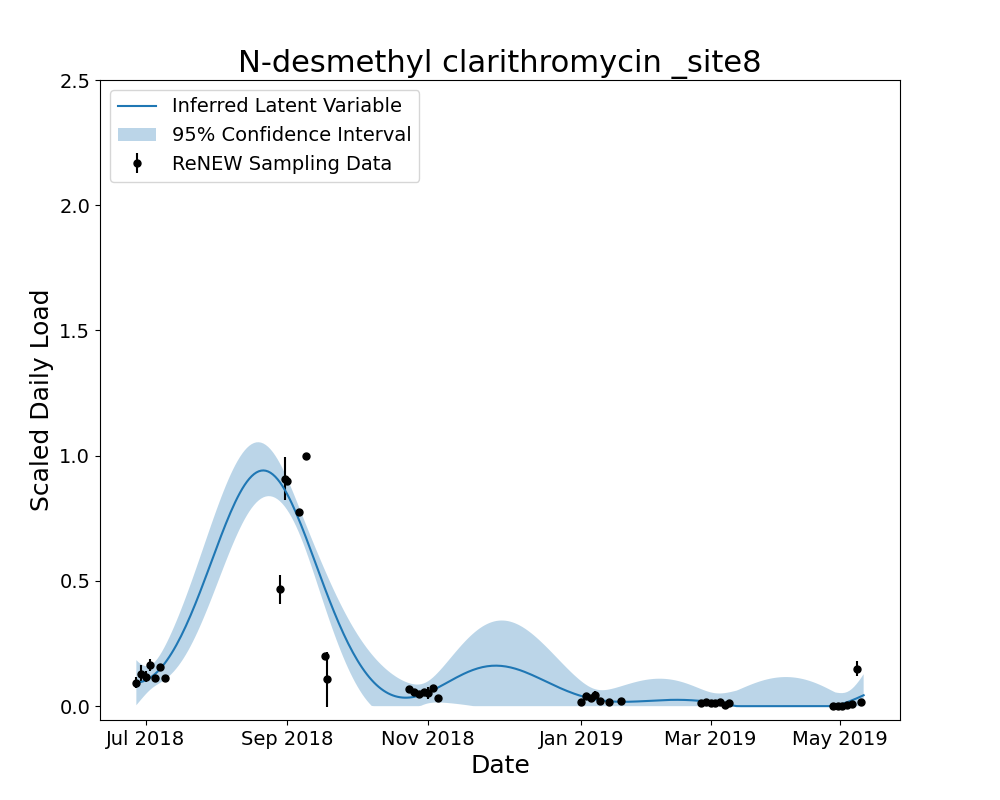 N-desmethyl clarithromycin _site8
Inferred Latent Variable
95% Confidence Interval
ReNEW Sampling Data
2.5
2.0
1.5
1.0
0.5
0.0
Scaled Daily Load
Jul 2018 Sep 2018 Nov 2018 Jan 2019 Mar 2019 May 2019
Date